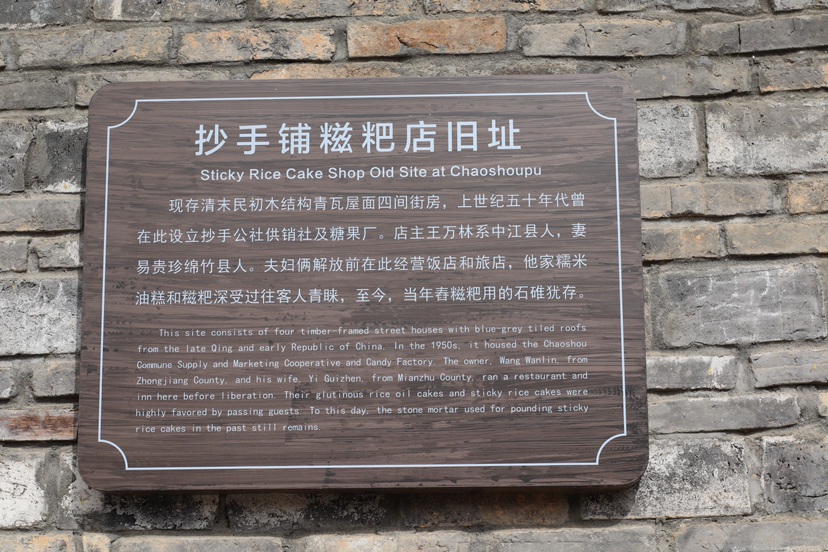 抄手铺糍粑店旧址
Sticky Rice Cake Shop Old Site at Chaoshoupu
现存清末民初木结构青瓦屋面四间街房，上世纪五十年代曾
在此设立抄手公社供销社及糖果厂。店主王万林系中江县人，妻
易贵珍绵竹县人。夫妇俩解放前在此经营饭店和旅店，他家糯米
油糕和糍粑深受过往客人青睐，至今，当年舂糍粑用的石碓犹存。
This site consists of four timber-framed street houses with blue-grey tiled roofs
from the late Qing and early Republic of China. In the 1950s, it housed the Chaoshou
Commune Supply and Marketing Cooperative and Candy Factory. The owner, Wang Wanlin, from
Zhongjiang County, and his wife, Yi Guizhen, from Mianzhu County, ran a restaurant and
inn here before liberation. Their glutinous rice oil cakes and sticky rice cakes were
highly favored by passing guests. To this day, the stone mortar used for pounding sticky
rice cakes in the past still remains.